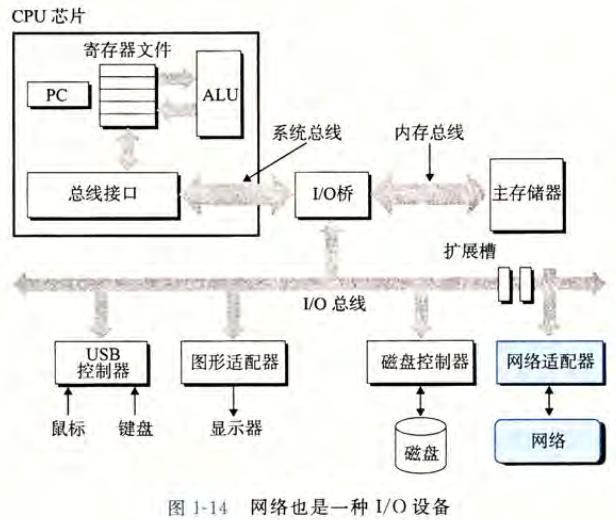 CPU 芯片
寄存器文件
PC
ALU
系统总线
内存总线
总线接口
I/O桥
主存储器
扩展槽
I/O 总线
USB
控制器
图形适配器
磁盘控制器
网络适配器
鼠标
键盘
显示器
磁盘
网络
图 1-14 网络也是一种 I/O 设备